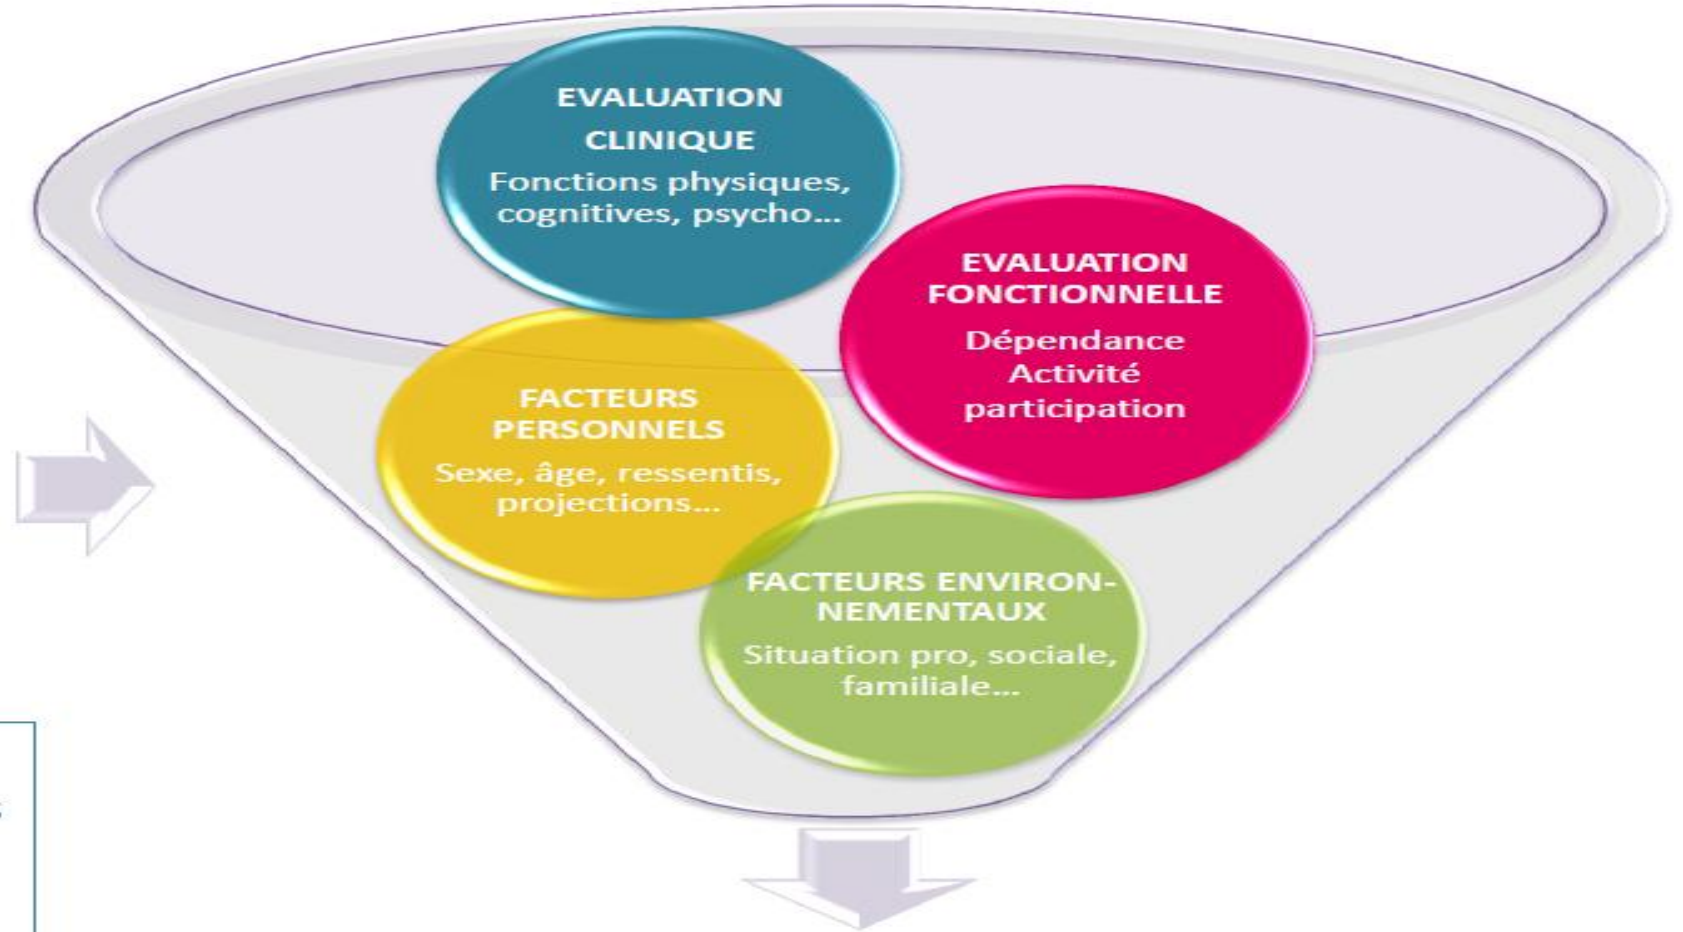 EVALUATION
CLINIQUE
Fonctions physiques,
cognitives, psycho...
EVALUATION
FONCTIONNELLE
Dépendance
Activité
participation
FACTEURS
PERSONNELS
Sexe, âge, ressentis,
projections...
FACTEURS ENVIRON-
NEMENTAUX
Situation pro, sociale,
familiale...